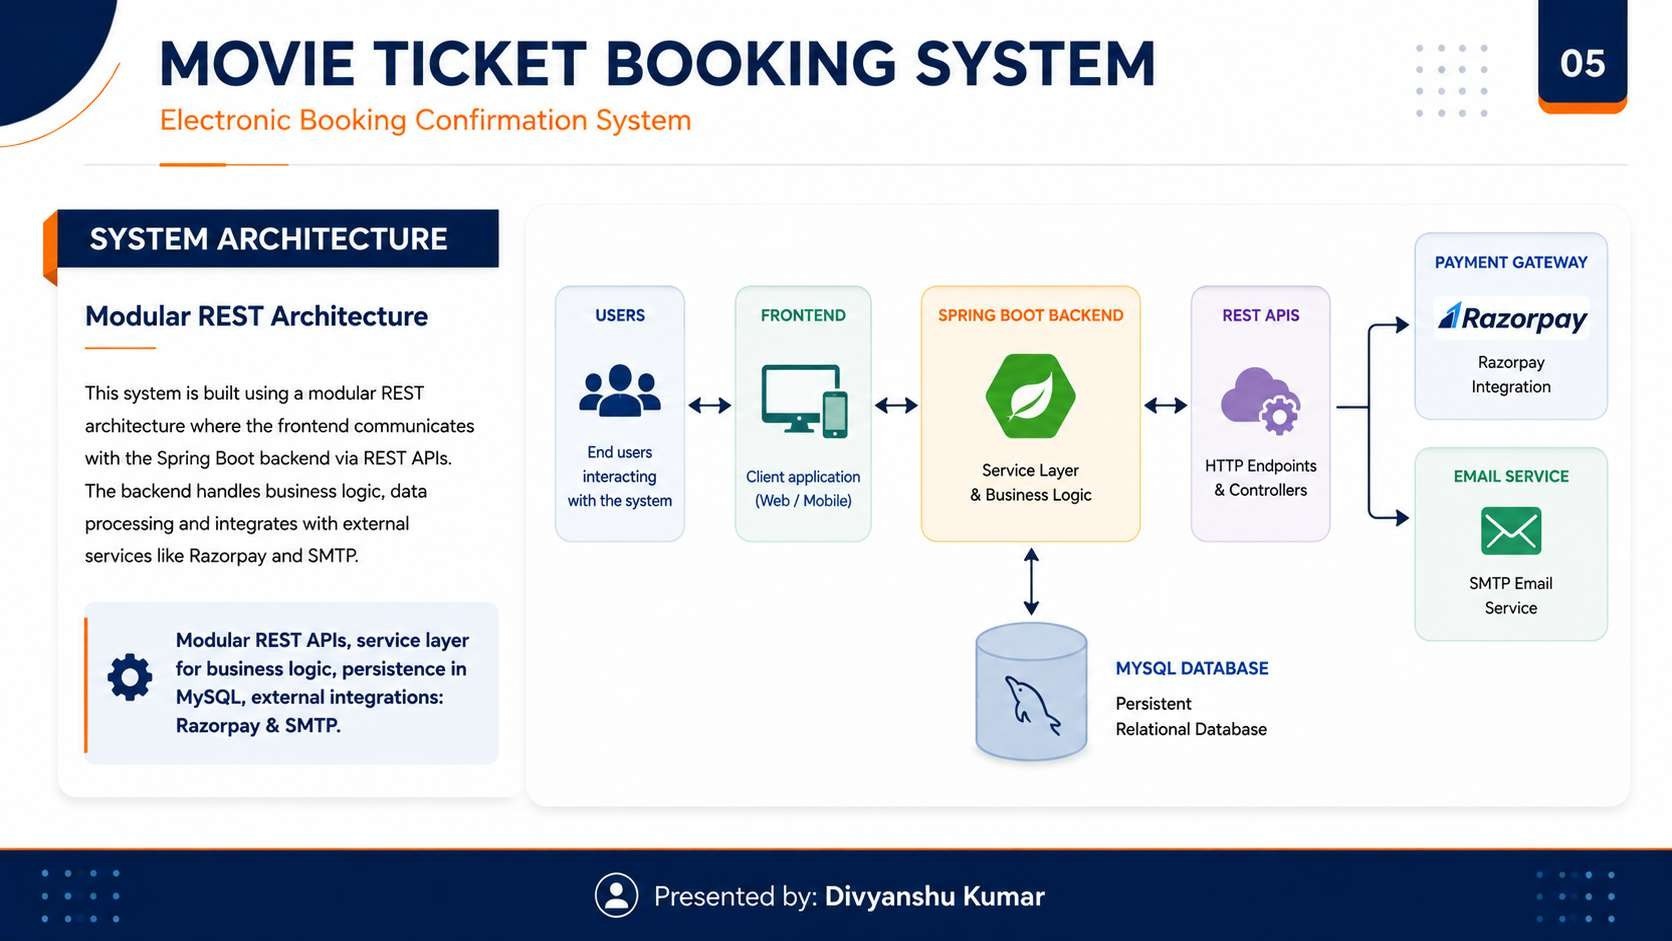 MOVIE TICKET BOOKING SYSTEM
Electronic Booking Confirmation System
05
SYSTEM ARCHITECTURE
Modular REST Architecture
This system is built using a modular REST
architecture where the frontend communicates
with the Spring Boot backend via REST APIs.
The backend handles business logic, data
processing and integrates with external
services like Razorpay and SMTP.
Modular REST APIs, service layer
for business logic, persistence in
MySQL, external integrations:
Razorpay & SMTP.
USERS
End users
interacting
with the system
FRONTEND
Client application
(Web / Mobile)
SPRING BOOT BACKEND
Service Layer
& Business Logic
REST APIS
HTTP Endpoints
& Controllers
PAYMENT GATEWAY
Razorpay
Razorpay
Integration
EMAIL SERVICE
SMTP Email
Service
MYSQL DATABASE
Persistent
Relational Database
Presented by: Divyanshu Kumar